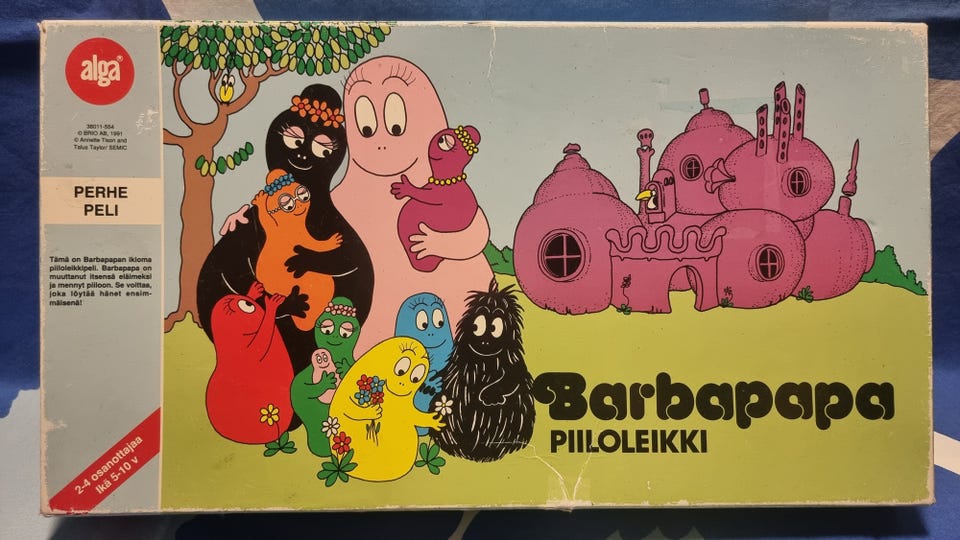 alga®
38011-554
© BRIO AB, 1991
© Annette Tison and
Talus Taylor/ SEMIC
PERHE
PELI
Tämä on Barbapapan ikioma
piiloleikkipeli. Barbapapa on
muuttanut itsensä eläimeksi
ja mennyt piiloon. Se voittaa,
joka löytää hänet ensim-
mäisenä!
2-4 osanottajaa
Ikä 5-10 v
Barbapapa
PIILOLEIKKI